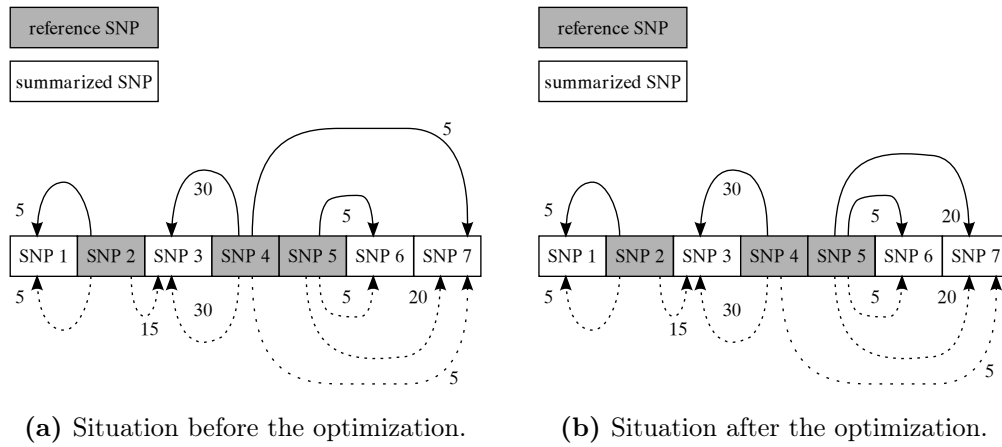 reference SNP
summarized SNP
5
30
5
5
SNP 1 SNP 2 SNP 3 SNP 4 SNP 5 SNP 6 SNP 7
5
15
30
5
20
5
(a) Situation before the optimization.
reference SNP
summarized SNP
5
30
5
20
SNP 1 SNP 2 SNP 3 SNP 4 SNP 5 SNP 6 SNP 7
5
15
30
5
20
5
(b) Situation after the optimization.